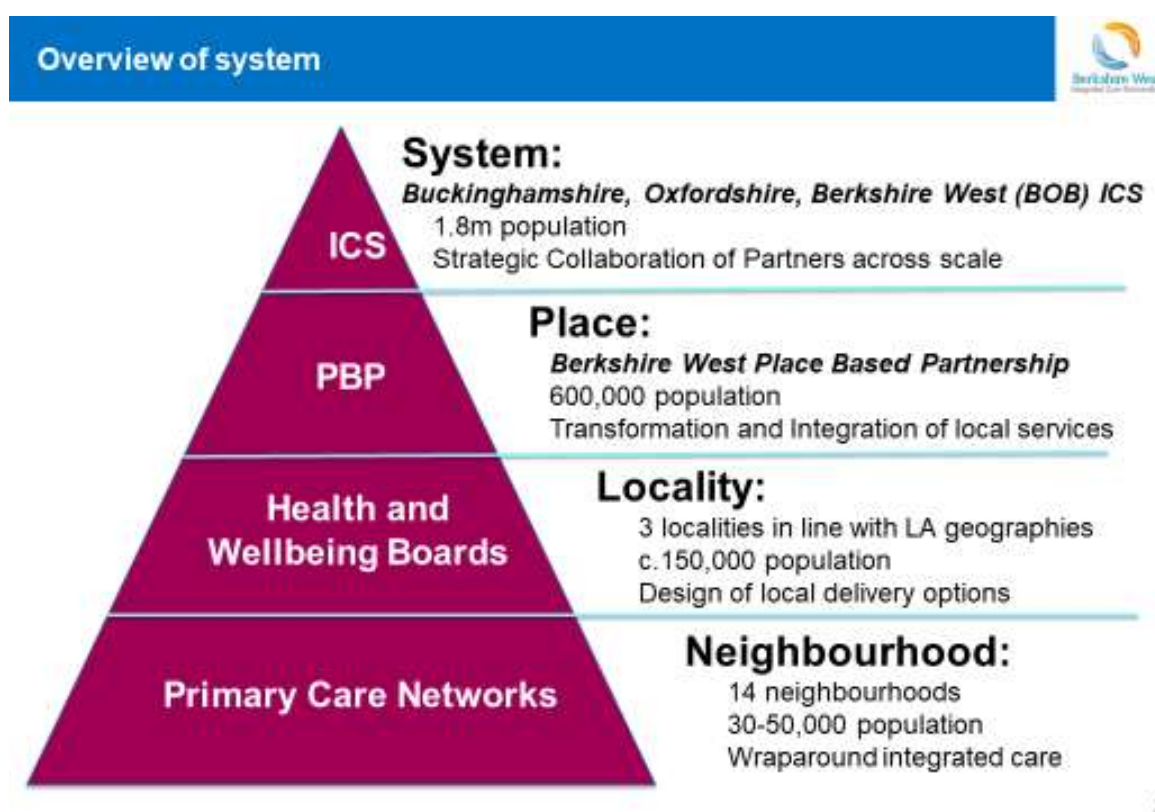 Overview of system
Berkshire West
System:
Buckinghamshire, Oxfordshire, Berkshire West (BOB) ICS
1.8m population
Strategic Collaboration of Partners across scale
ICS
Place:
Berkshire West Place Based Partnership
600,000 population
Transformation and Integration of local services
PBP
Locality:
3 localities in line with LA geographies
c.150,000 population
Design of local delivery options
Health and
Wellbeing Boards
Neighbourhood:
14 neighbourhoods
30-50,000 population
Wraparound integrated care
Primary Care Networks